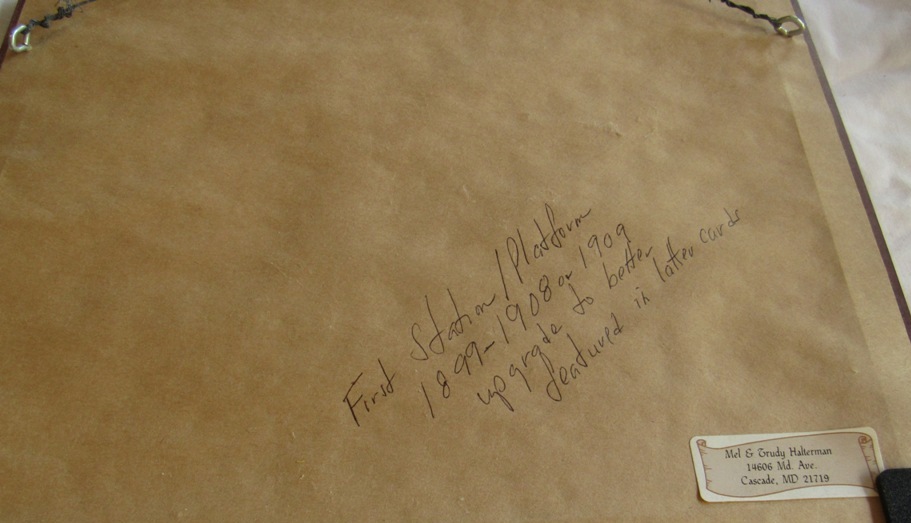 First Station/Platform
1899-1908 or 1909
upgrade to better
featured in latter cards
Mel & Trudy Halterman
14606 Md. Ave.
Cascade, MD 21719